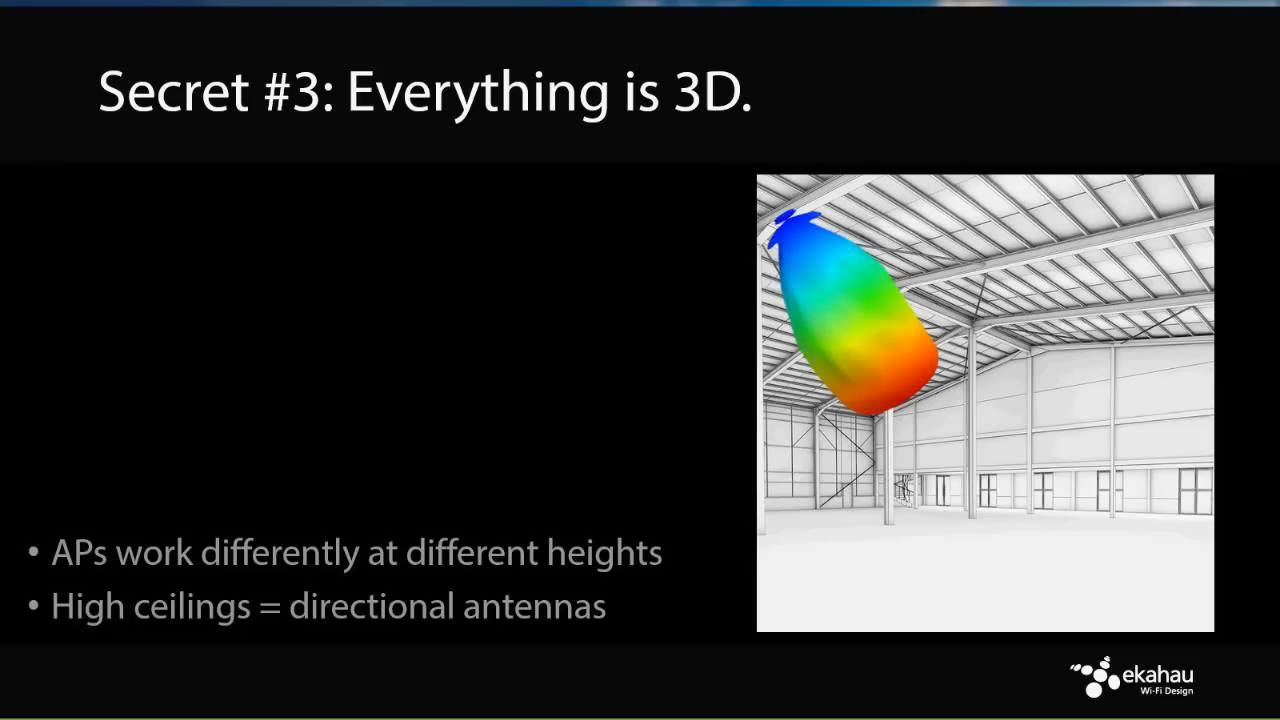 Secret #3: Everything is 3D.
• APs work differently at different heights
• High ceilings = directional antennas
ekahau
Wi-Fi Design